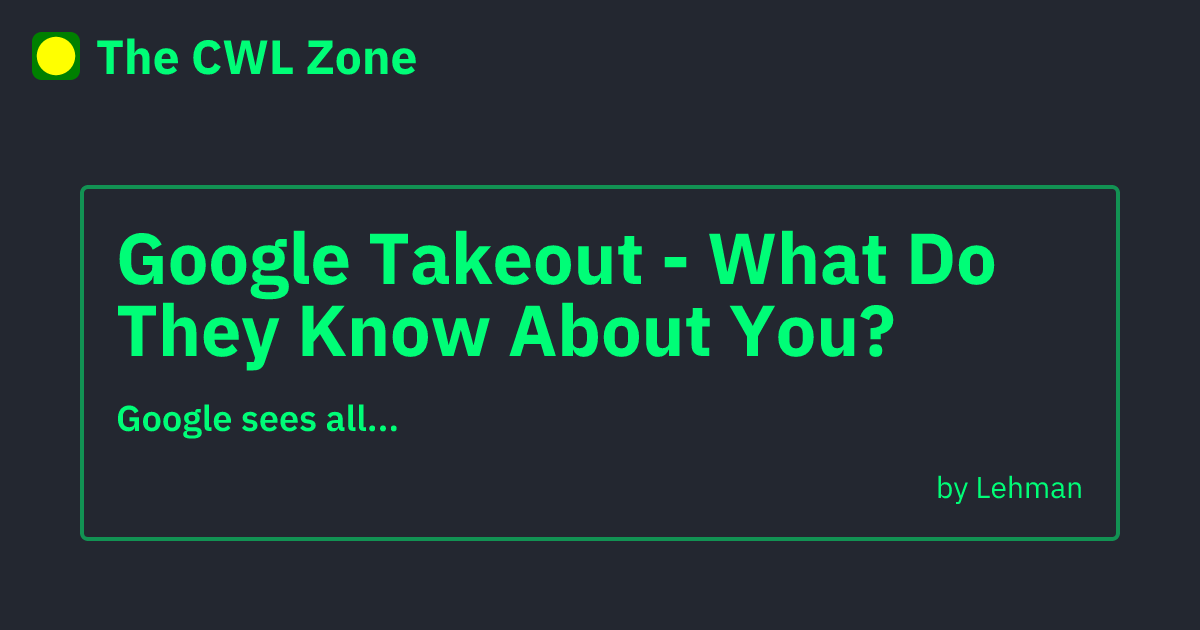 The CWL Zone
Google Takeout - What Do
They Know About You?
Google sees all...
by Lehman